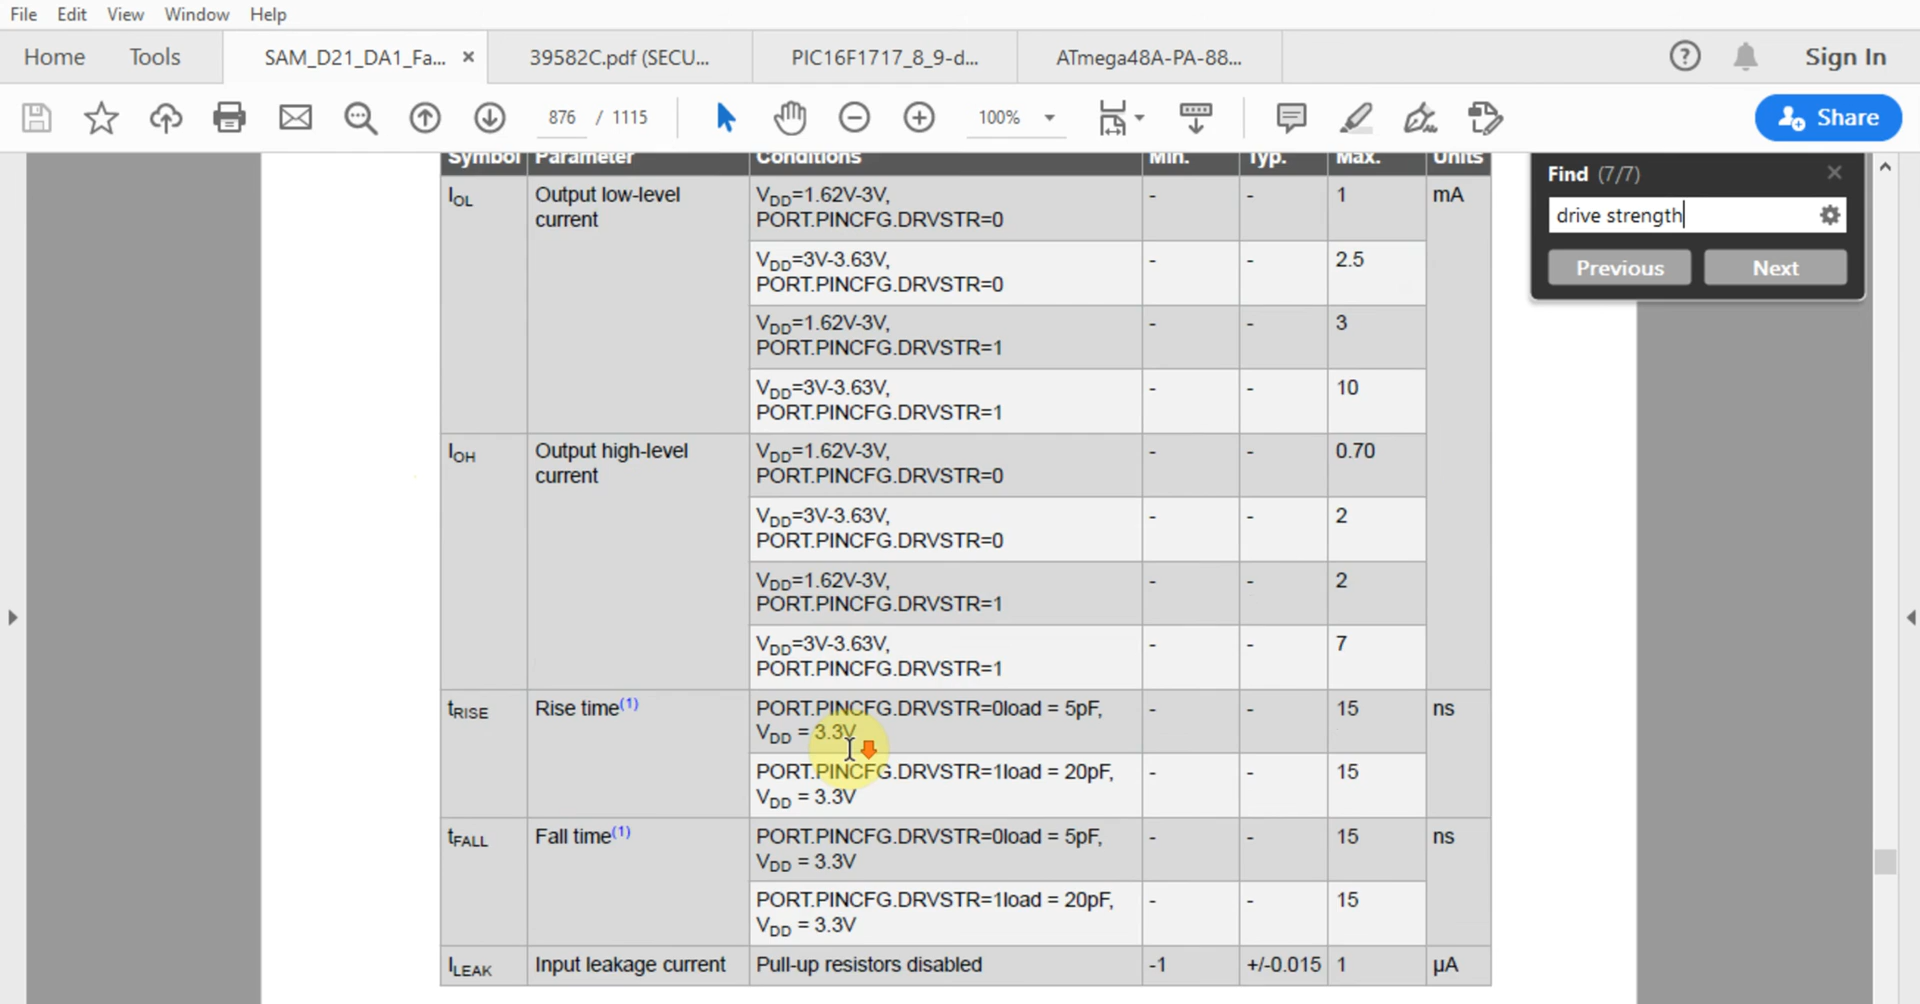 File Edit View Window Help
Home Tools SAM_D21_DA1_Fa... × 39582C.pdf (SECU... PIC16F1717_8_9-d... ATmega48A-PA-88... Sign In
876 / 1115 100% Share
Symbol Parameter Conditions Min. Typ. Max. Units
Find (7/7)
drive strength
Previous Next
IOL Output low-level VDD=1.62V-3V, - - 1 mA
current PORT.PINCFG.DRVSTR=0
VDD=3V-3.63V, - - 2.5
PORT.PINCFG.DRVSTR=0
VDD=1.62V-3V, - - 3
PORT.PINCFG.DRVSTR=1
VDD=3V-3.63V, - - 10
PORT.PINCFG.DRVSTR=1
IOH Output high-level VDD=1.62V-3V, - - 0.70
current PORT.PINCFG.DRVSTR=0
VDD=3V-3.63V, - - 2
PORT.PINCFG.DRVSTR=0
VDD=1.62V-3V, - - 2
PORT.PINCFG.DRVSTR=1
VDD=3V-3.63V, - - 7
PORT.PINCFG.DRVSTR=1
tRISE Rise time(1) PORT.PINCFG.DRVSTR=0load = 5pF, - - 15 ns
VDD = 3.3V
PORT.PINCFG.DRVSTR=1load = 20pF, - - 15
VDD = 3.3V
tFALL Fall time(1) PORT.PINCFG.DRVSTR=0load = 5pF, - - 15 ns
VDD = 3.3V
PORT.PINCFG.DRVSTR=1load = 20pF, - - 15
VDD = 3.3V
ILEAK Input leakage current Pull-up resistors disabled -1 +/-0.015 1 µA